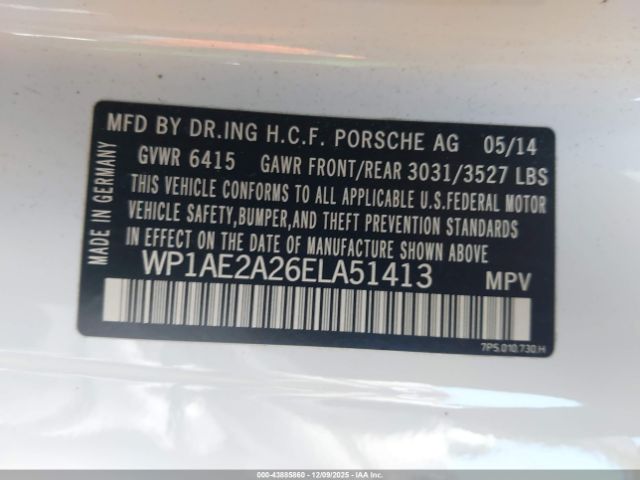 MFD BY DR.ING H.C.F. PORSCHE AG 05/14
GVWR 6415 GAWR FRONT/REAR 3031/3527 LBS
THIS VEHICLE CONFORMS TO ALL APPLICABLE U.S.FEDERAL MOTOR
VEHICLE SAFETY,BUMPER,AND THEFT PREVENTION STANDARDS
IN EFFECT ON THE DATE OF MANUFACTURE SHOWN ABOVE
WP1AE2A26ELA51413 MPV
MADE IN GERMANY
7P5.010.730.H
000-43885860 - 12/09/2025 - IAAI.COM